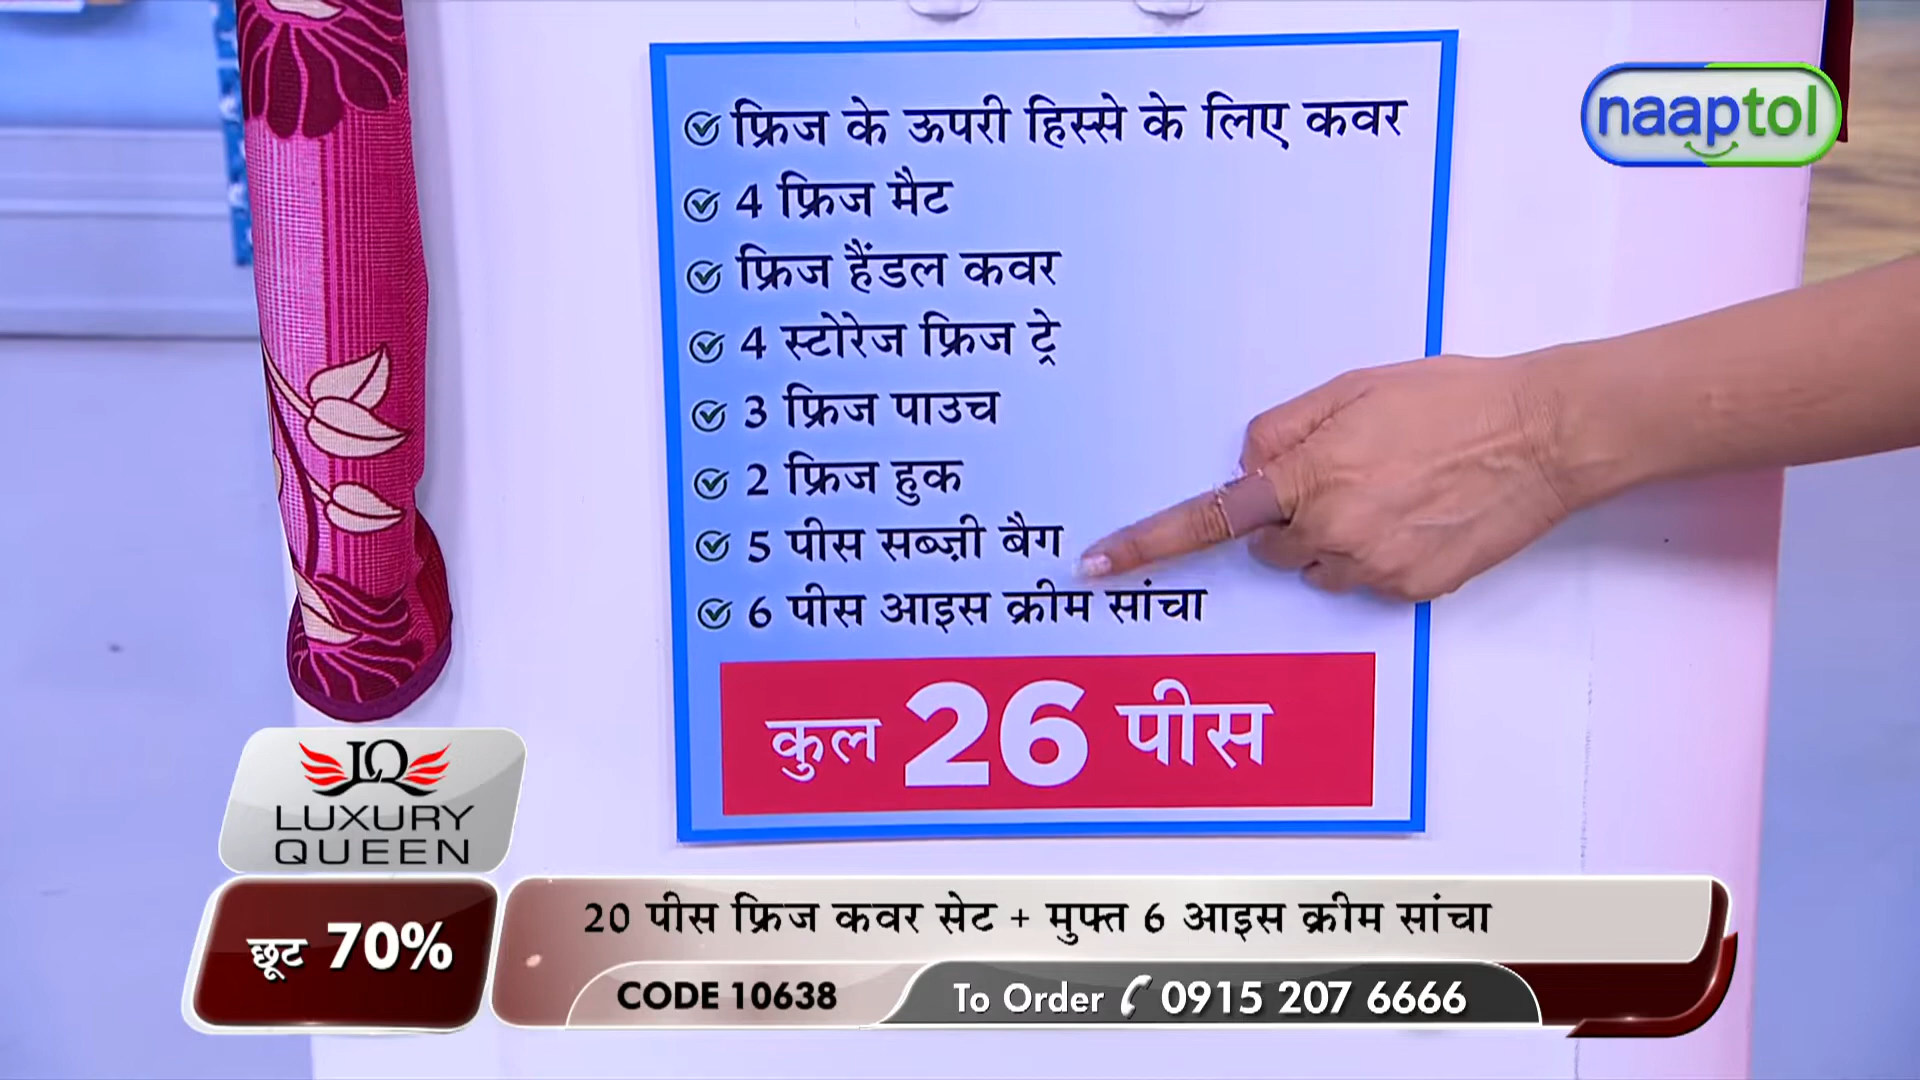 naaptol
फ्रिज के ऊपरी हिस्से के लिए कवर
4 फ्रिज मैट
फ्रिज हैंडल कवर
4 स्टोरेज फ्रिज ट्रे
3 फ्रिज पाउच
2 फ्रिज हुक
5 पीस सब्ज़ी बैग
6 पीस आइस क्रीम सांचा
कुल 26 पीस
LQ
LUXURY
QUEEN
छूट 70%
20 पीस फ्रिज कवर सेट + मुफ्त 6 आइस क्रीम सांचा
CODE 10638
To Order 0915 207 6666